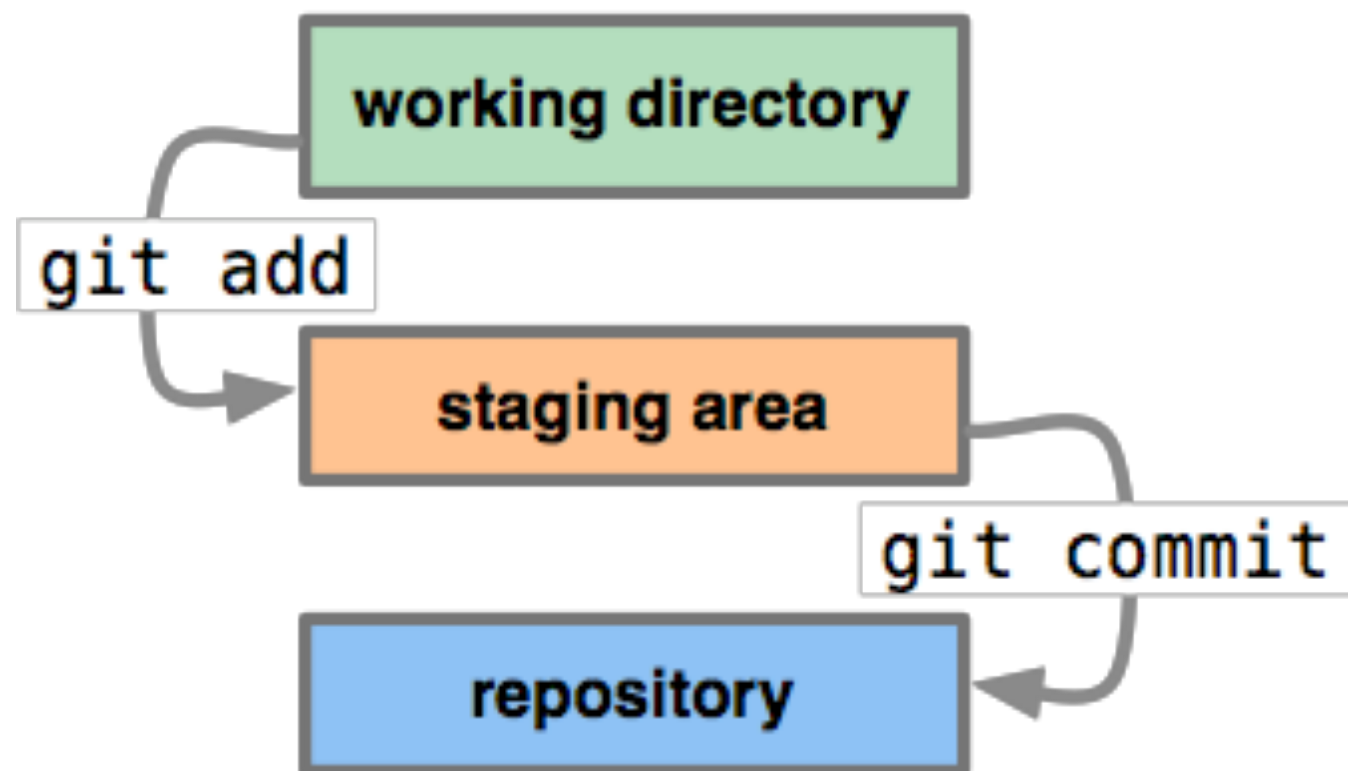 working directory
git add
staging area
git commit
repository